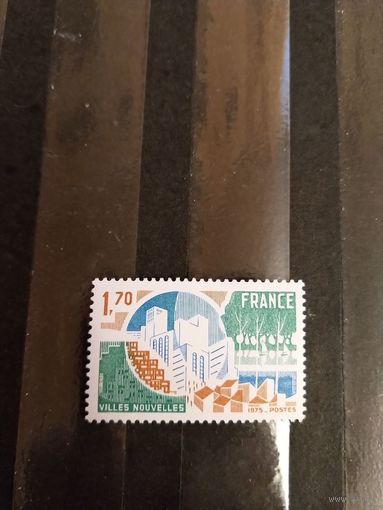 1,70
FRANCE
VILLES NOUVELLES
1975 _ POSTES